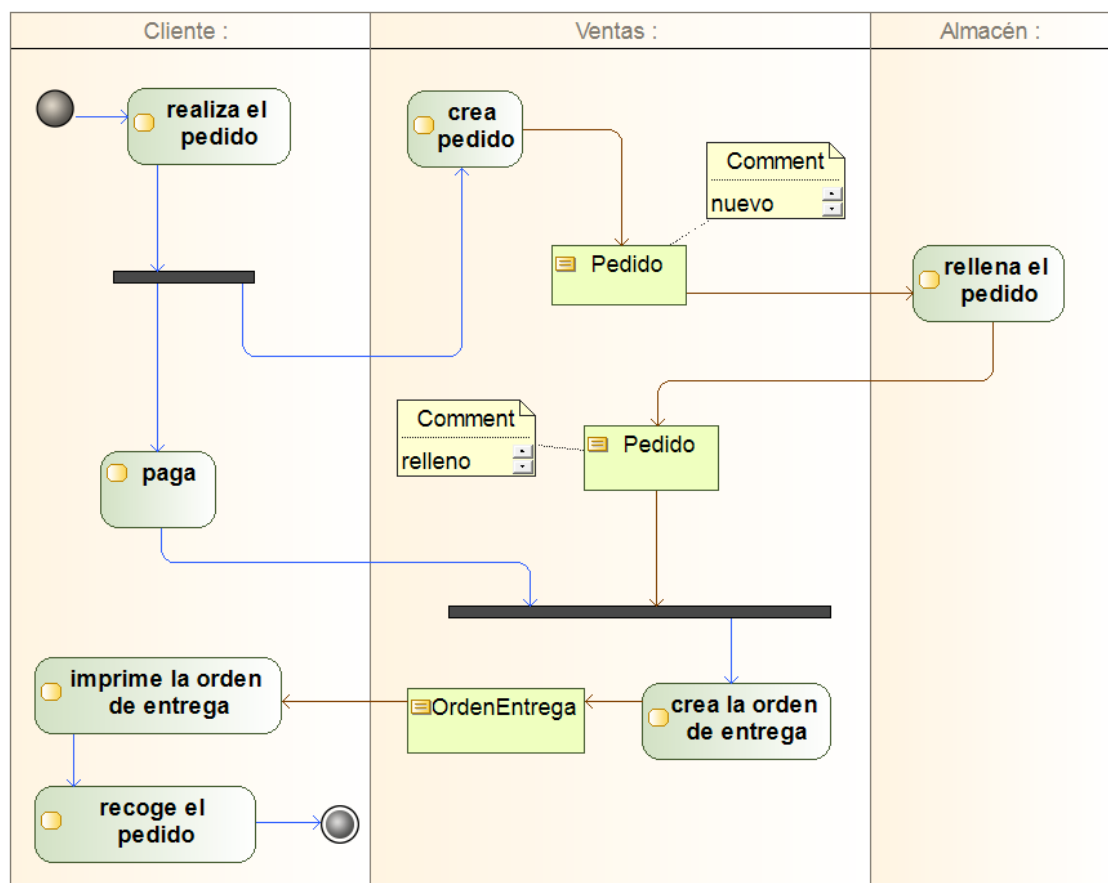 Cliente :
Ventas :
Almacén :
realiza el
pedido
crea
pedido
Comment
nuevo
Pedido
rellena el
pedido
Comment
relleno
Pedido
paga
imprime la orden
de entrega
OrdenEntrega
crea la orden
de entrega
recoge el
pedido